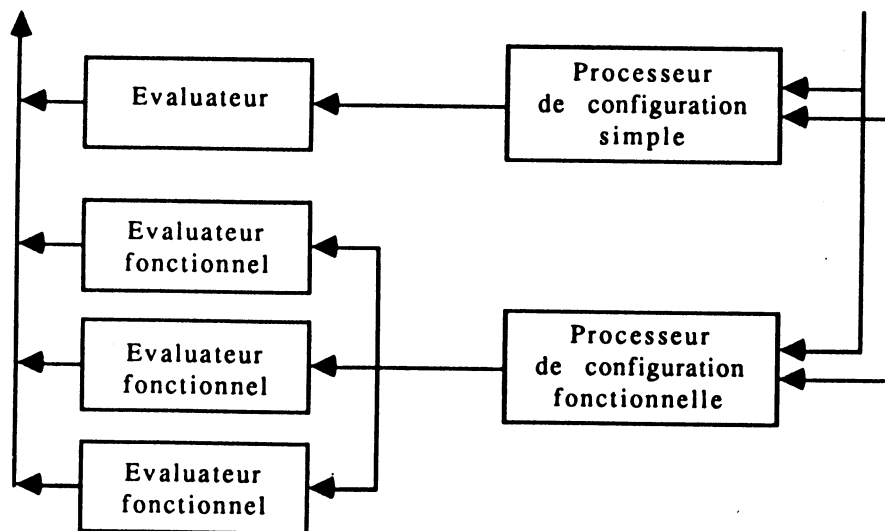 Evaluateur
Processeur
de configuration
simple
Evaluateur
fonctionnel
Evaluateur
fonctionnel
Processeur
de configuration
fonctionnelle
Evaluateur
fonctionnel